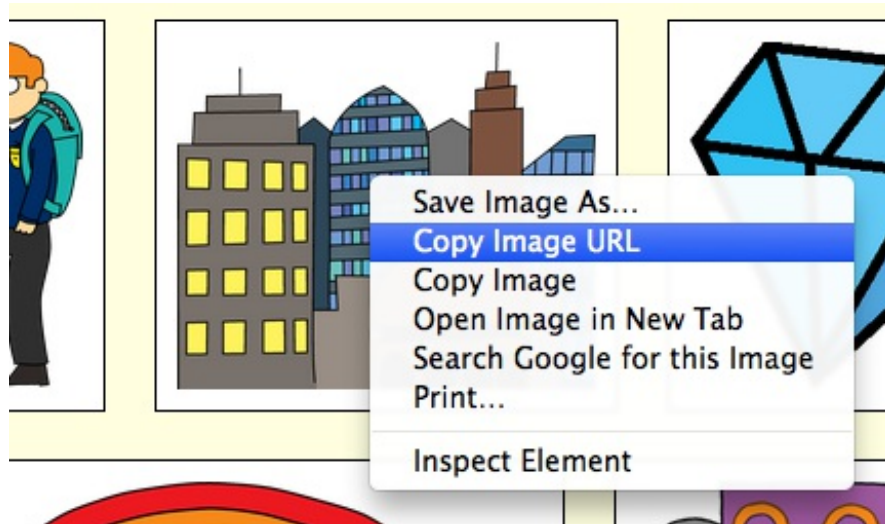 Save Image As...
Copy Image URL
Copy Image
Open Image in New Tab
Search Google for this Image
Print...
Inspect Element